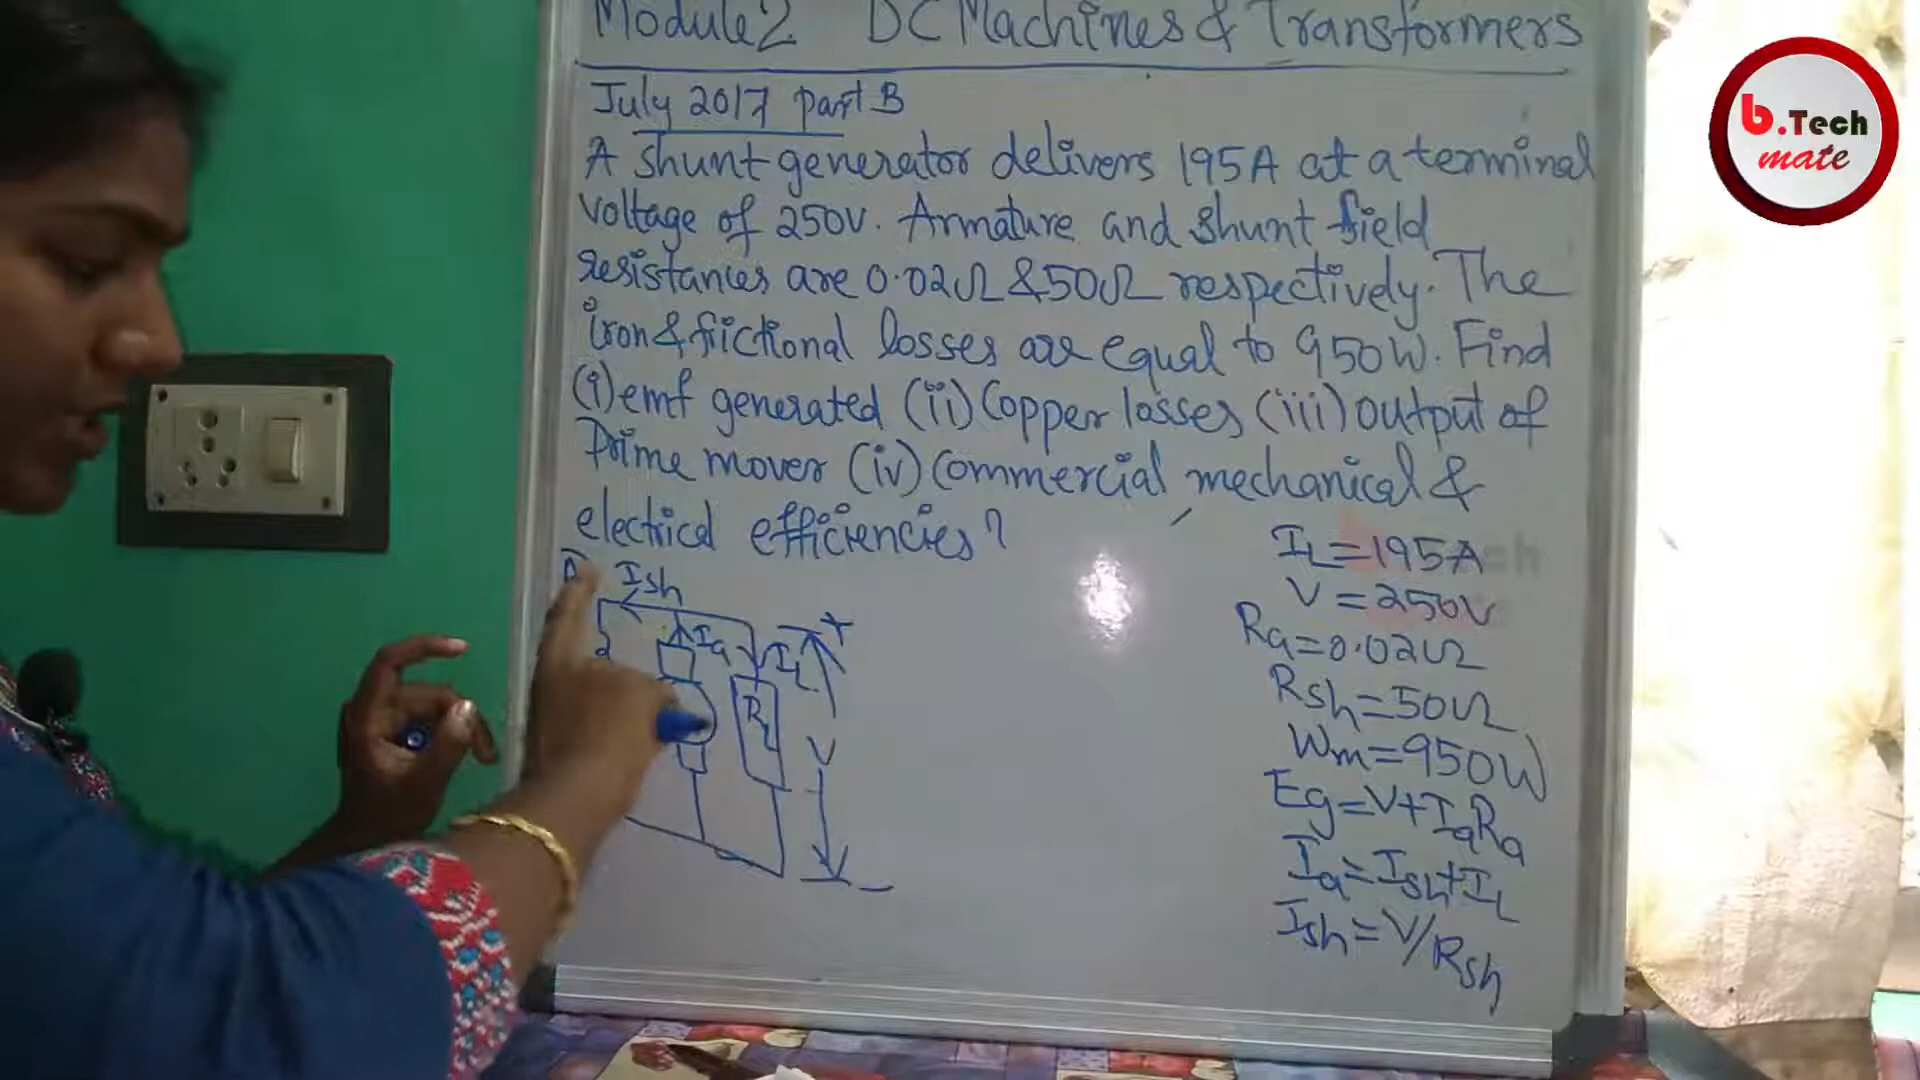 Module 2 DC Machines & Transformers
July 2017 part B
A shunt generator delivers 195A at a terminal
voltage of 250V. Armature and shunt field
resistances are 0.02Ω & 50Ω respectively. The
iron & frictional losses are equal to 950W. Find
(i) emf generated (ii) Copper losses (iii) output of
Prime mover (iv) Commercial mechanical &
electrical efficiencies?
Ish
Ia
IL
RL
+
V
-
IL = 195A
V = 250V
Ra = 0.02Ω
Rsh = 50Ω
Wm = 950W
Eg = V + IaRa
Ia = Ish + IL
Ish = V/Rsh
b.Tech
mate